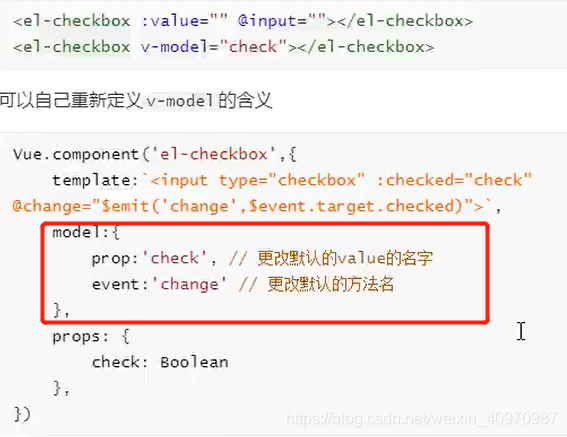 <el-checkbox :value="" @input=""></el-checkbox>
<el-checkbox v-model="check"></el-checkbox>
可以自己重新定义v-model的含义
Vue.component('el-checkbox',{
template:`<input type="checkbox" :checked="check"
@change="$emit('change',$event.target.checked)">`,
model:{
prop:'check', // 更改默认的value的名字
event:'change' // 更改默认的方法名
},
props: {
check: Boolean
},
})
https://blog.csdn.net/weixin_40970987